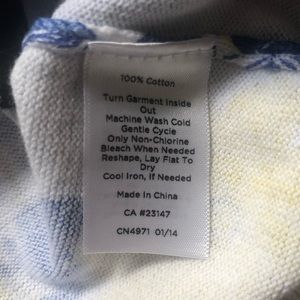 100% Cotton
Turn Garment Inside
Out
Machine Wash Cold
Gentle Cycle
Only Non-Chlorine
Bleach When Needed
Reshape, Lay Flat To
Dry
Cool Iron, If Needed
Made In China
CA #23147
CN4971 01/14